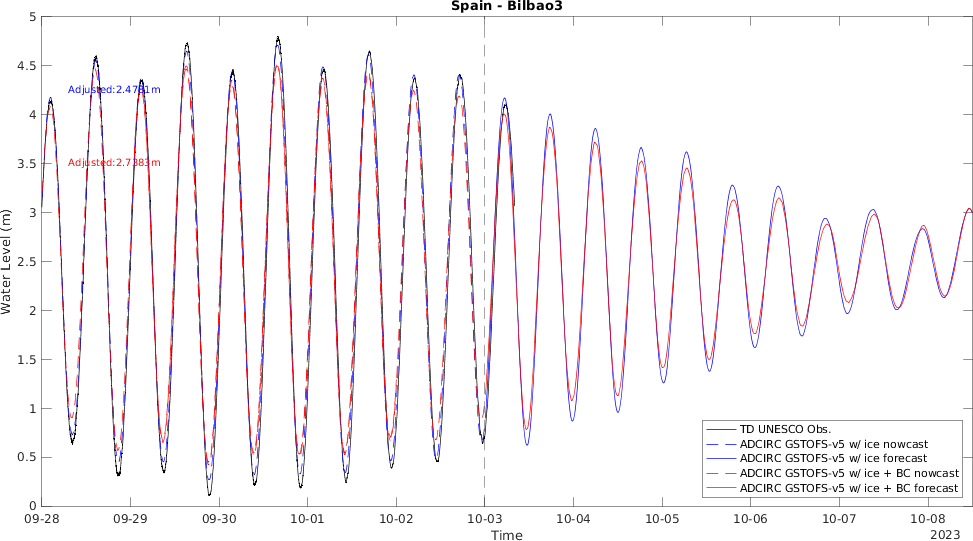 Spain - Bilbao3
5
4.5
4
3.5
3
2.5
2
1.5
1
0.5
0
Water Level (m)
Adjusted:2.4781m
Adjusted:2.7383m
TD UNESCO Obs.
ADCIRC GSTOFS-v5 w/ ice nowcast
ADCIRC GSTOFS-v5 w/ ice forecast
ADCIRC GSTOFS-v5 w/ ice + BC nowcast
ADCIRC GSTOFS-v5 w/ ice + BC forecast
09-28 09-29 09-30 10-01 10-02 10-03 10-04 10-05 10-06 10-07 10-08
2023
Time